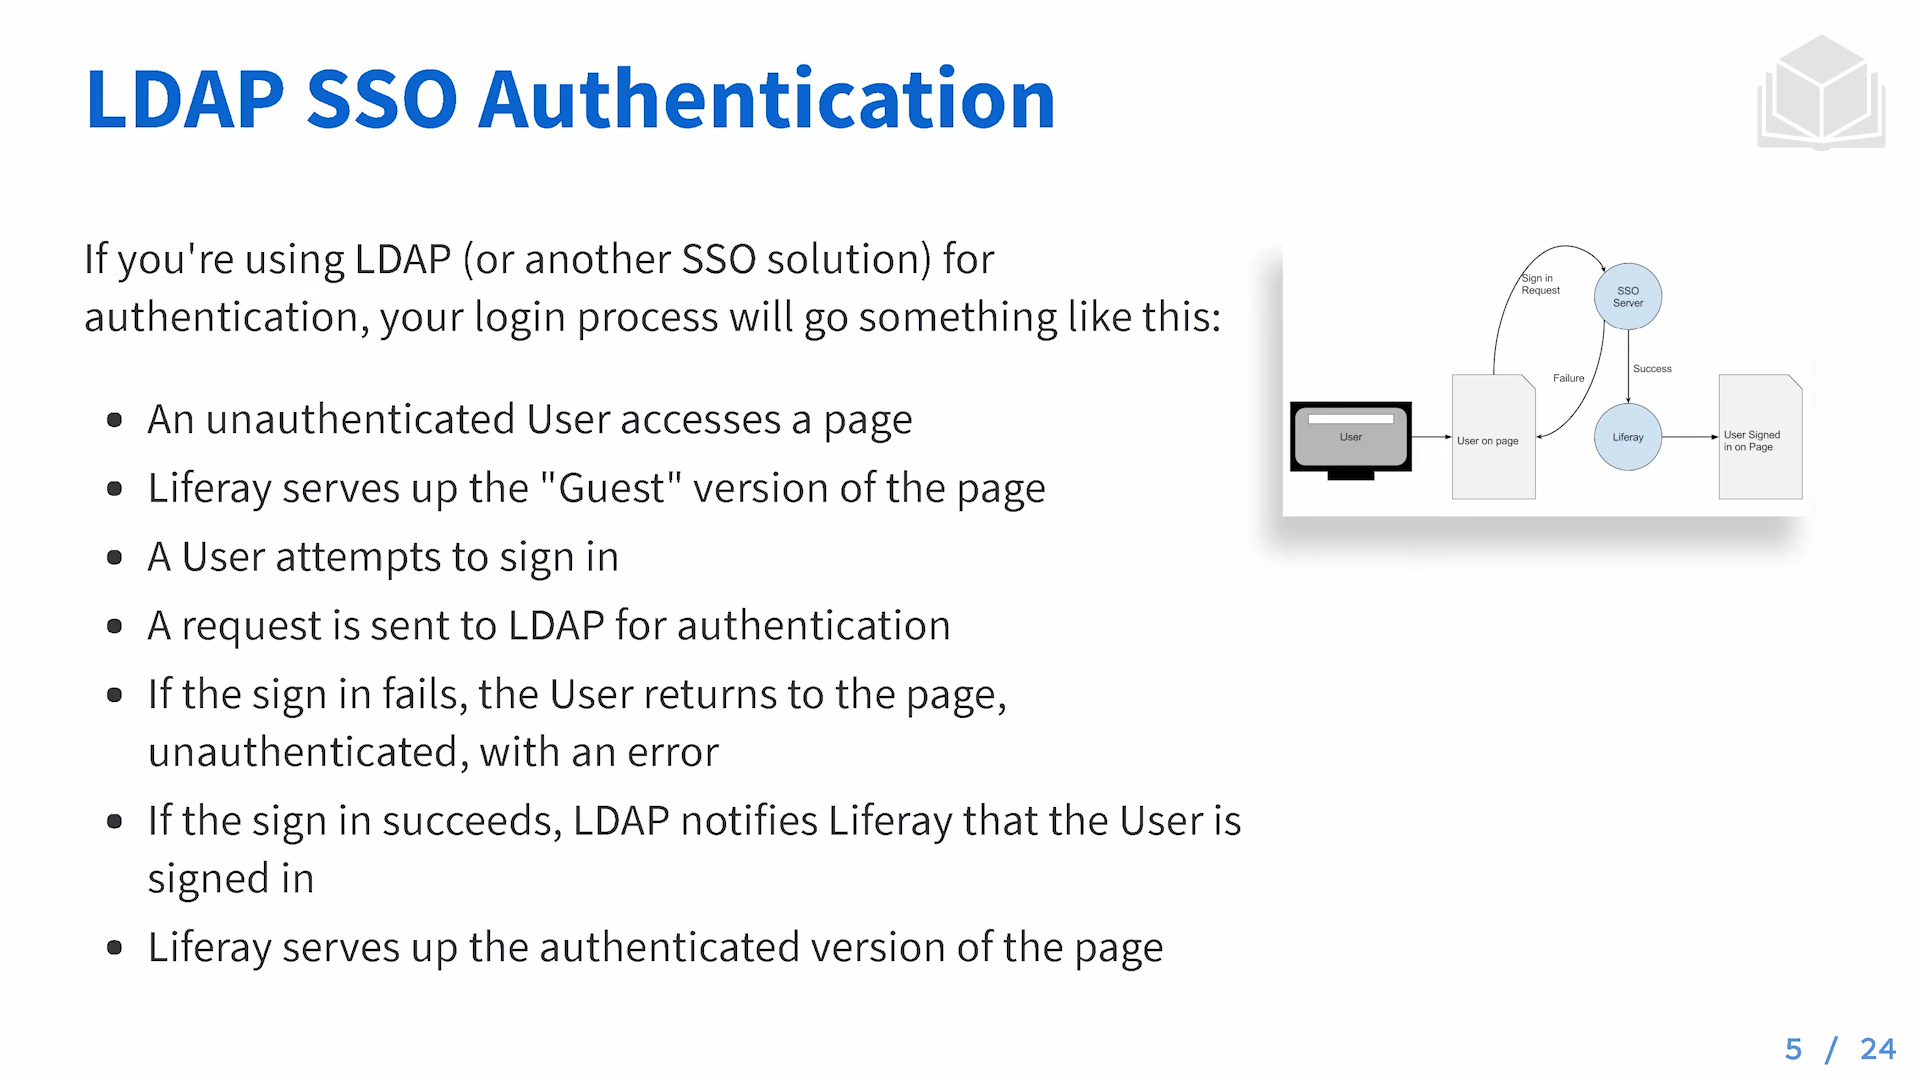 LDAP SSO Authentication
If you're using LDAP (or another SSO solution) for
authentication, your login process will go something like this:
• An unauthenticated User accesses a page
• Liferay serves up the "Guest" version of the page
• A User attempts to sign in
• A request is sent to LDAP for authentication
• If the sign in fails, the User returns to the page,
unauthenticated, with an error
• If the sign in succeeds, LDAP notifies Liferay that the User is
signed in
• Liferay serves up the authenticated version of the page
Sign in
Request
SSO
Server
Failure
Success
User
User on page
Liferay
User Signed
in on Page
5 / 24